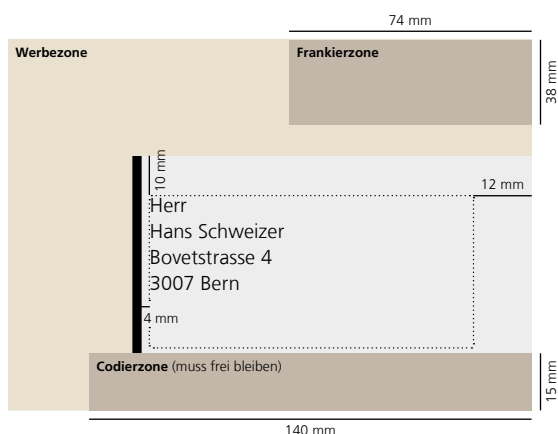 74 mm
Werbezone
Frankierzone
38 mm
10 mm
12 mm
Herr
Hans Schweizer
Bovetstrasse 4
3007 Bern
4 mm
Codierzone (muss frei bleiben)
15 mm
140 mm